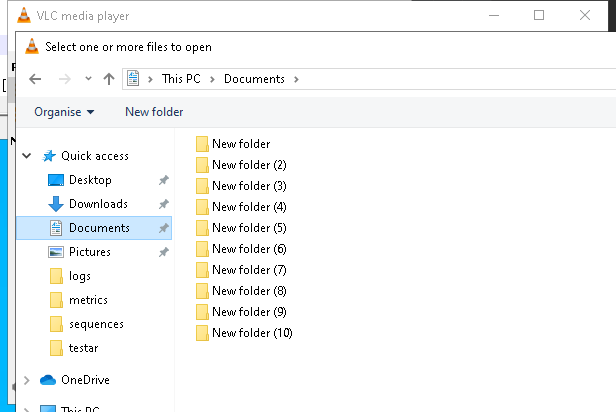 VLC media player
Select one or more files to open
This PC > Documents >
Organise New folder
Quick access
Desktop
Downloads
Documents
Pictures
logs
metrics
sequences
testar
OneDrive
This PC
New folder
New folder (2)
New folder (3)
New folder (4)
New folder (5)
New folder (6)
New folder (7)
New folder (8)
New folder (9)
New folder (10)